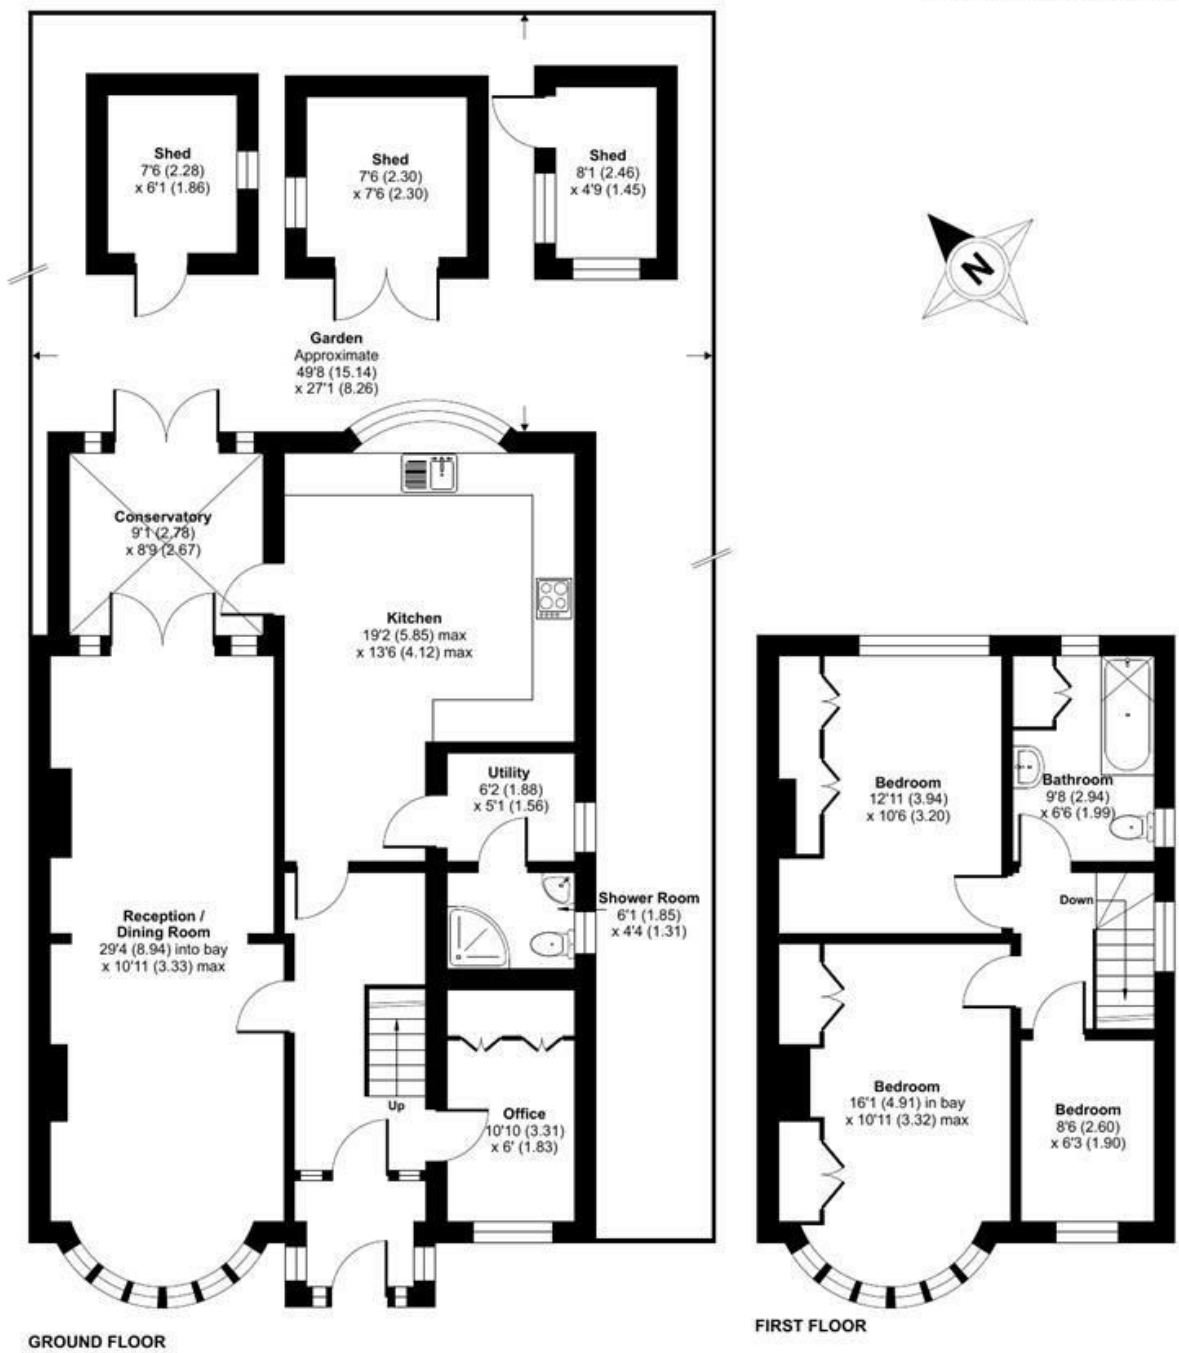 Shed
7'6 (2.28)
x 6'1 (1.86)
Shed
7'6 (2.30)
x 7'6 (2.30)
Shed
8'1 (2.46)
x 4'9 (1.45)
N
Garden
Approximate
49'8 (15.14)
x 27'1 (8.26)
Conservatory
9'1 (2.78)
x 8'9 (2.67)
Kitchen
19'2 (5.85) max
x 13'6 (4.12) max
Utility
6'2 (1.88)
x 5'1 (1.56)
Shower Room
6'1 (1.85)
x 4'4 (1.31)
Reception /
Dining Room
29'4 (8.94) into bay
x 10'11 (3.33) max
Up
Office
10'10 (3.31)
x 6' (1.83)
GROUND FLOOR
Bedroom
12'11 (3.94)
x 10'6 (3.20)
Bathroom
9'8 (2.94)
x 6'6 (1.99)
Down
Bedroom
16'1 (4.91) in bay
x 10'11 (3.32) max
Bedroom
8'6 (2.60)
x 6'3 (1.90)
FIRST FLOOR